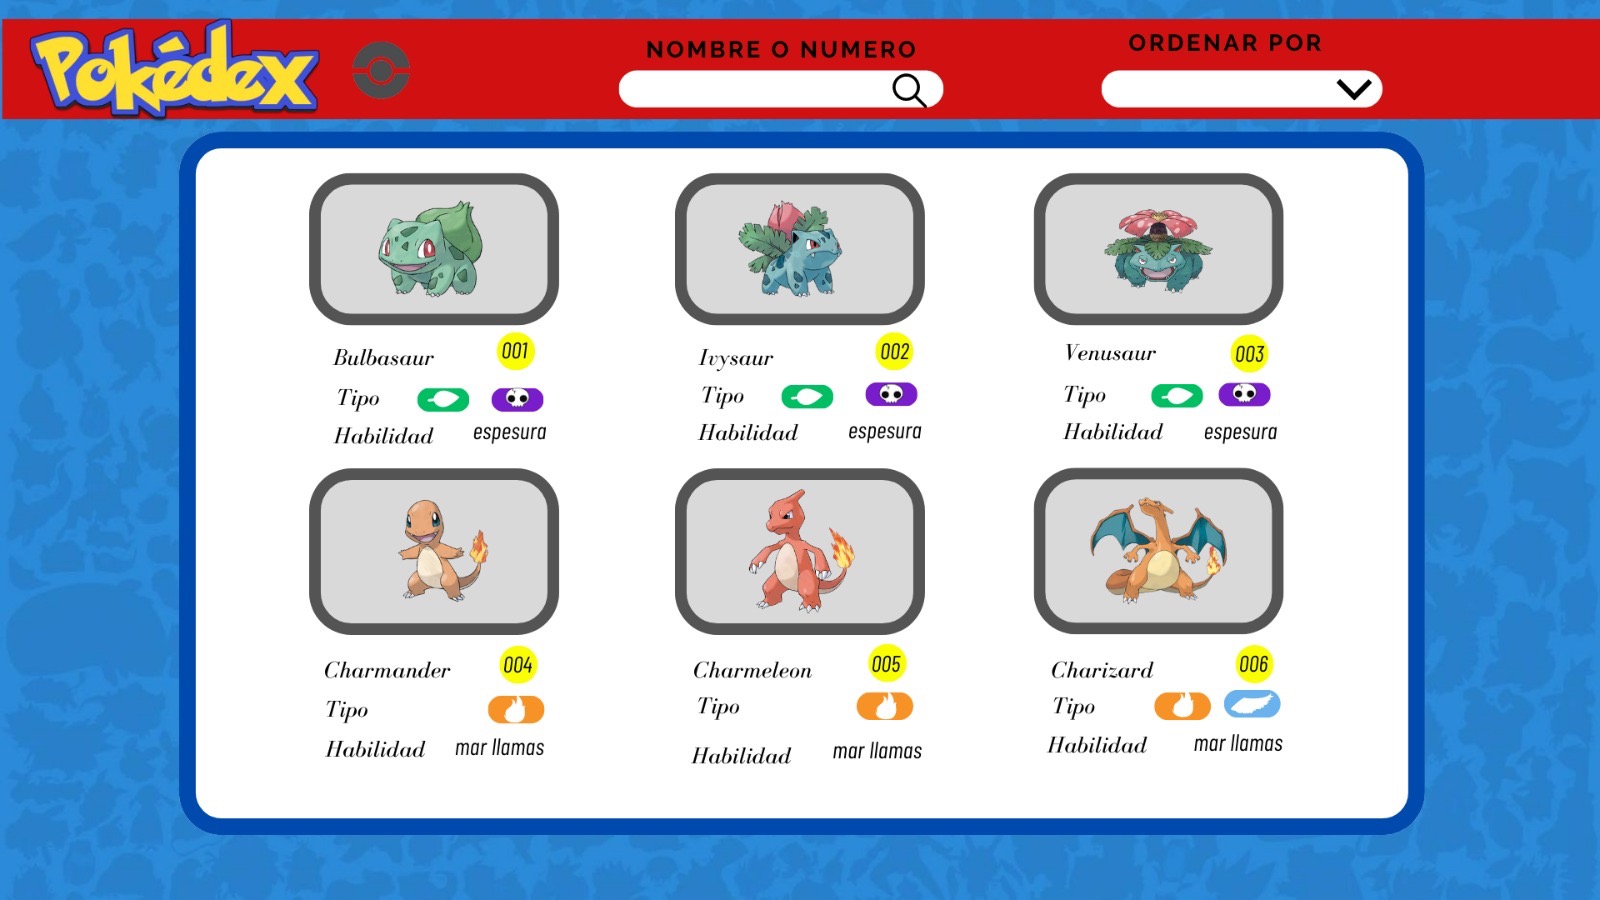 Pokédex
NOMBRE O NUMERO
ORDENAR POR
Bulbasaur 001
Tipo
Habilidad espesura
Ivysaur 002
Tipo
Habilidad espesura
Venusaur 003
Tipo
Habilidad espesura
Charmander 004
Tipo
Habilidad mar llamas
Charmeleon 005
Tipo
Habilidad mar llamas
Charizard 006
Tipo
Habilidad mar llamas